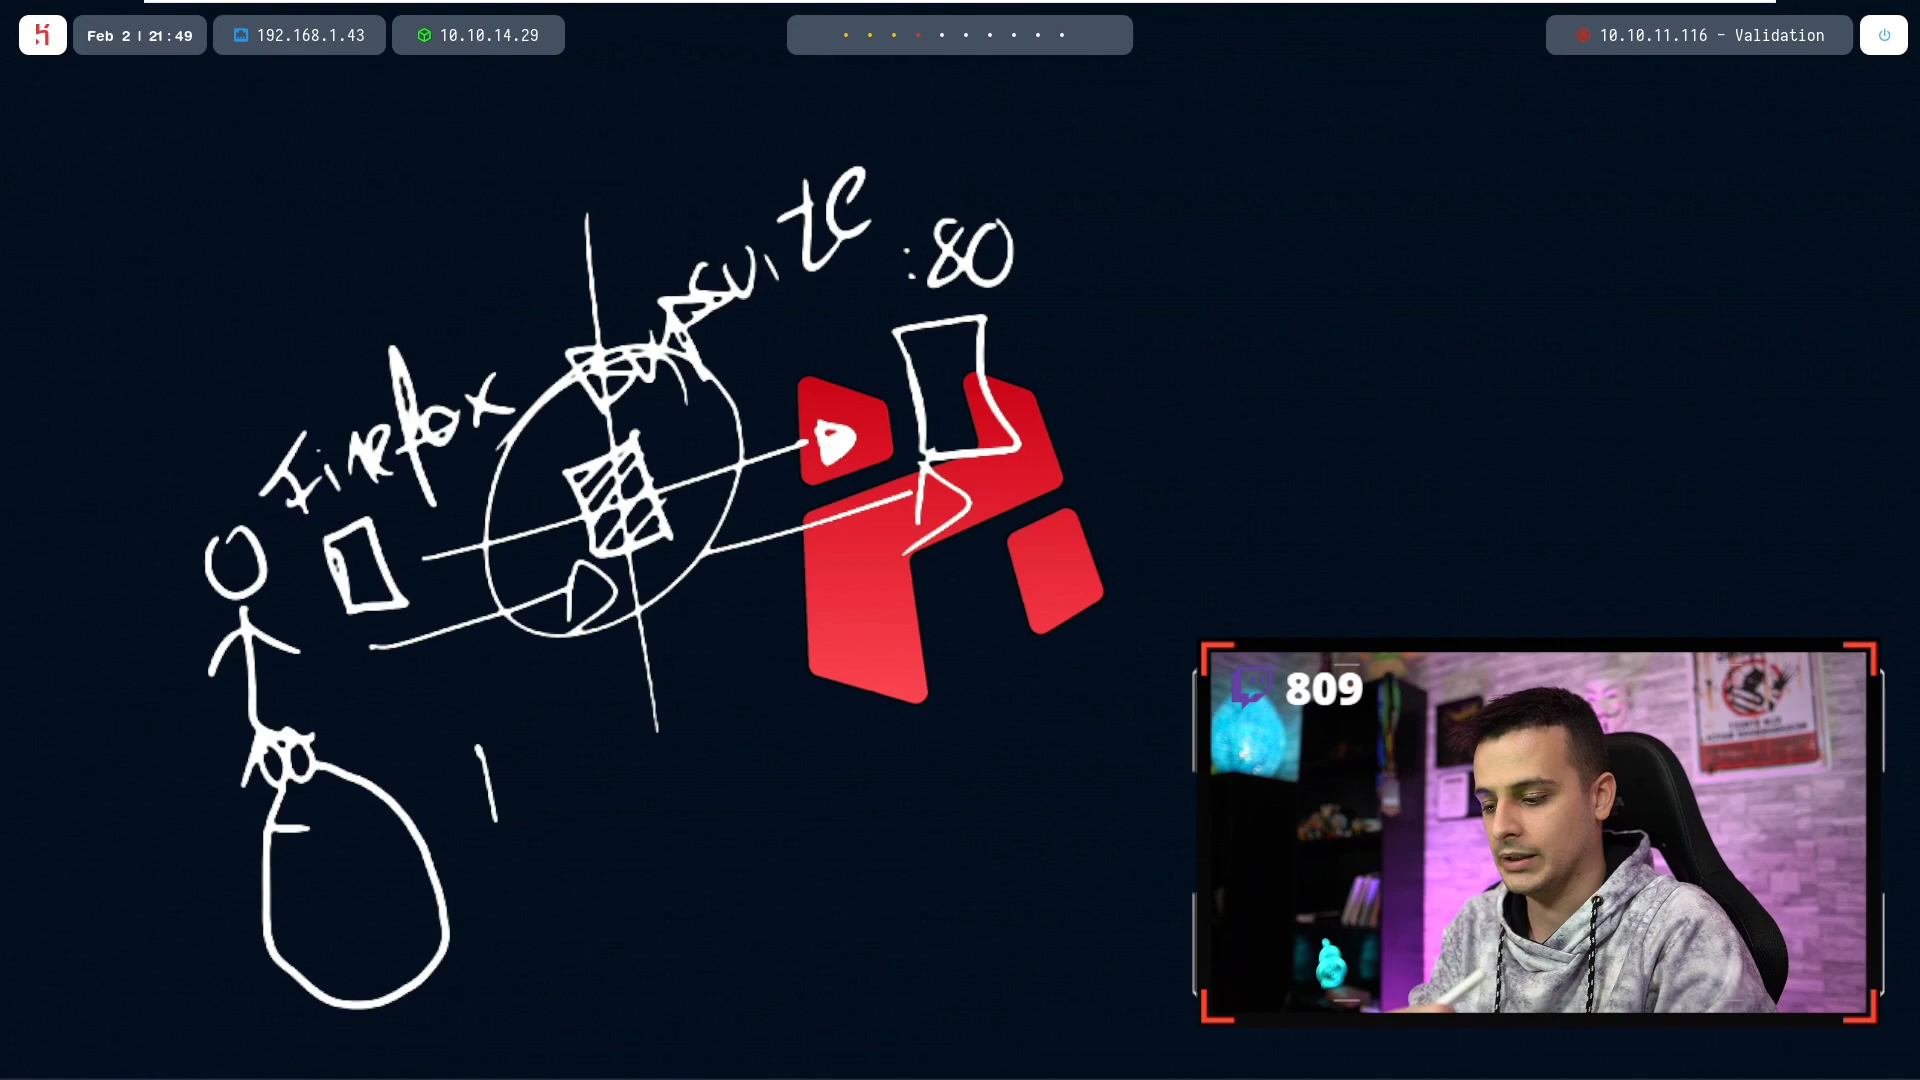 Feb 2 | 21:49
192.168.1.43
10.10.14.29
10.10.11.116 - Validation
:80
Firefox
809